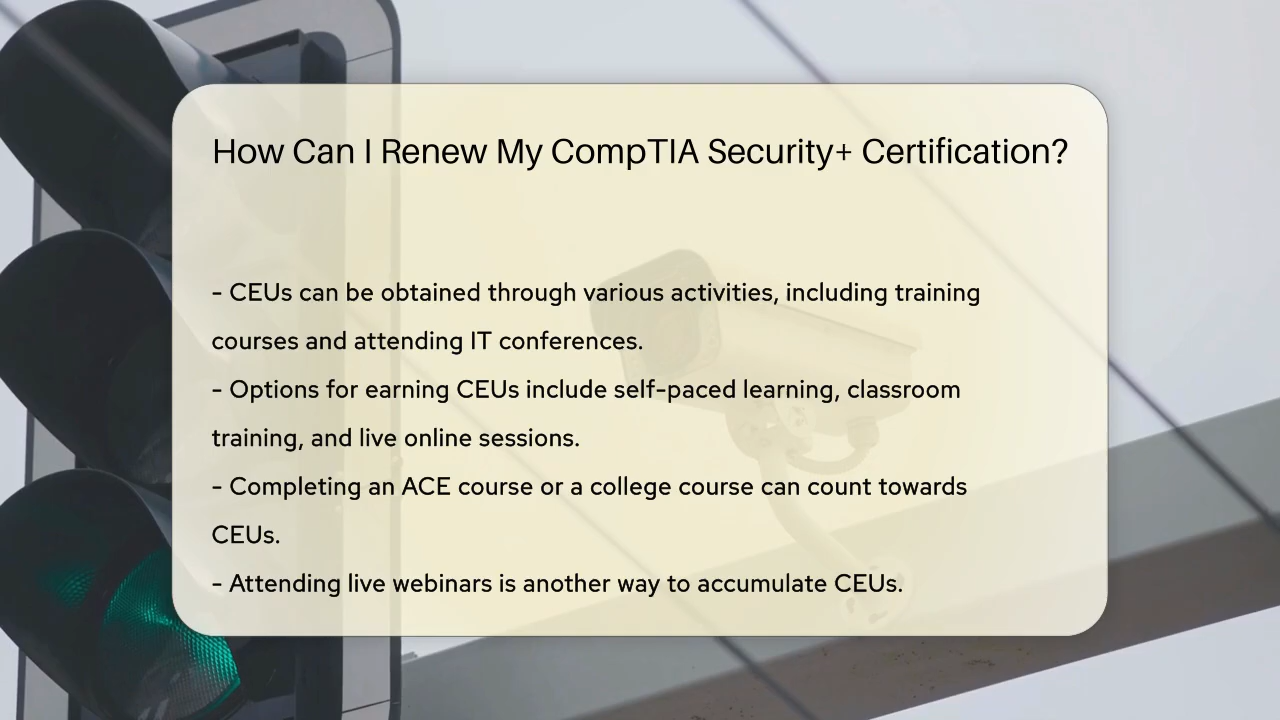 How Can I Renew My CompTIA Security+ Certification?
- CEUs can be obtained through various activities, including training
courses and attending IT conferences.
- Options for earning CEUs include self-paced learning, classroom
training, and live online sessions.
- Completing an ACE course or a college course can count towards
CEUs.
- Attending live webinars is another way to accumulate CEUs.